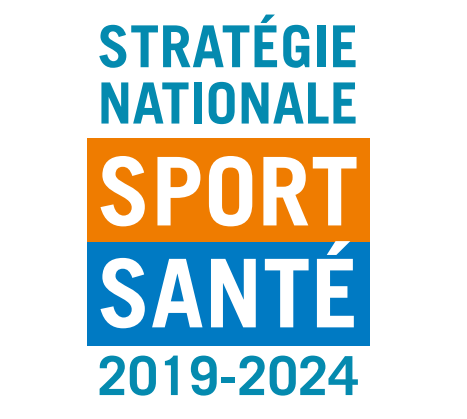 STRATÉGIE
NATIONALE
SPORT
SANTÉ
2019-2024